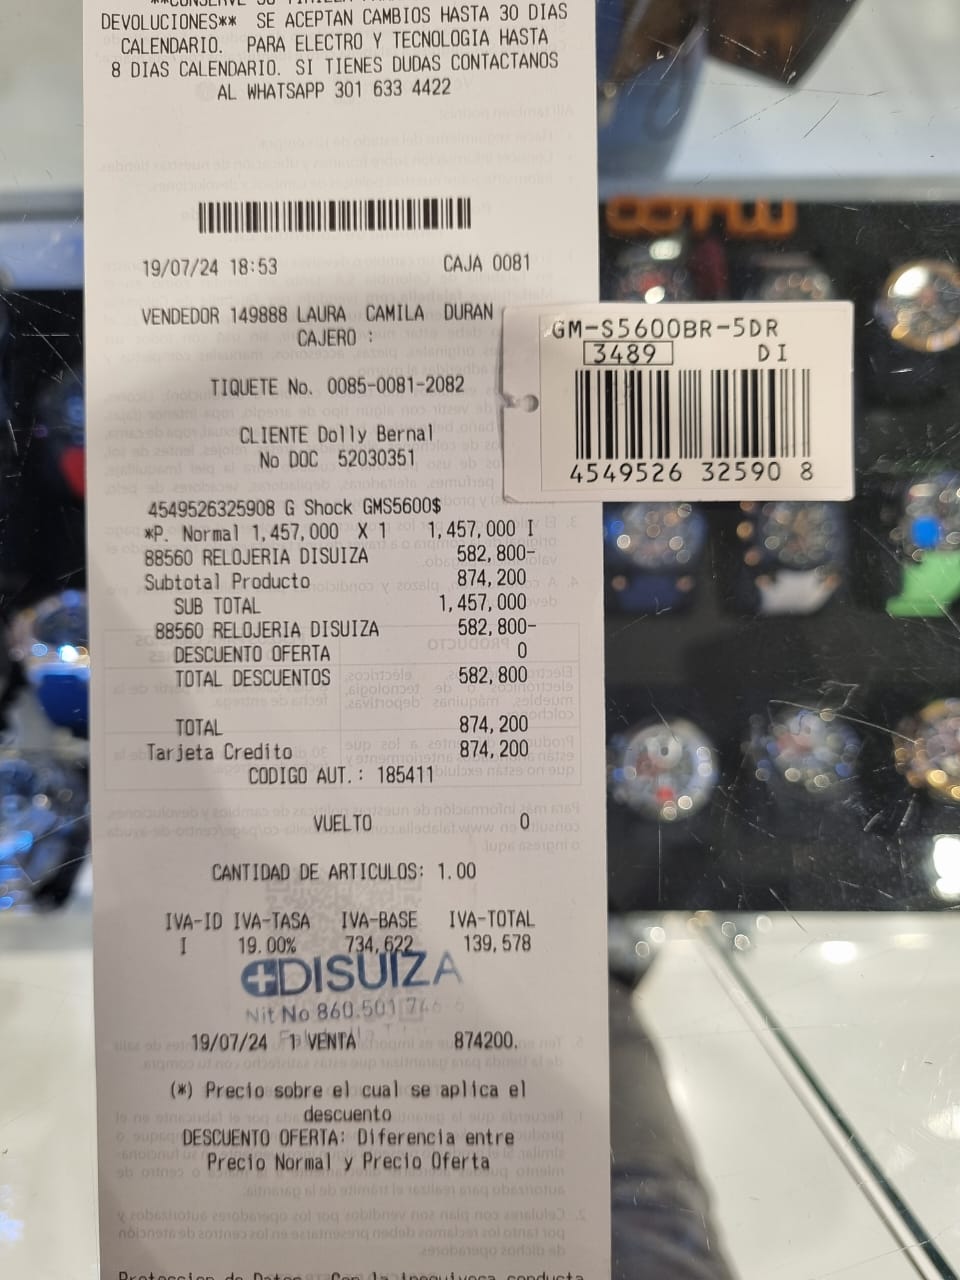 DEVOLUCIONES** SE ACEPTAN CAMBIOS HASTA 30 DIAS
CALENDARIO. PARA ELECTRO Y TECNOLOGIA HASTA
8 DIAS CALENDARIO. SI TIENES DUDAS CONTACTANOS
AL WHATSAPP 301 633 4422
19/07/24 18:53 CAJA 0081
VENDEDOR 149888 LAURA CAMILA DURAN
CAJERO :
TIQUETE No. 0085-0081-2082
CLIENTE Dolly Bernal
No DOC 52030351
4549526325908 G Shock GMS5600$
*P. Normal 1,457,000 X 1 1,457,000 I
88560 RELOJERIA DISUIZA 582,800-
Subtotal Producto 874,200
SUB TOTAL 1,457,000
88560 RELOJERIA DISUIZA 582,800-
DESCUENTO OFERTA 0
TOTAL DESCUENTOS 582,800
TOTAL 874,200
Tarjeta Credito 874,200
CODIGO AUT.: 185411
VUELTO 0
CANTIDAD DE ARTICULOS: 1.00
IVA-ID IVA-TASA IVA-BASE IVA-TOTAL
I 19.00% 734,622 139,578
DISUIZA
Nit No 860.501
19/07/24 1 VENTA 874200.
(*) Precio sobre el cual se aplica el
descuento
DESCUENTO OFERTA: Diferencia entre
Precio Normal y Precio Oferta
GM-S5600BR-5DR
3489 DI
4549526 32590 8